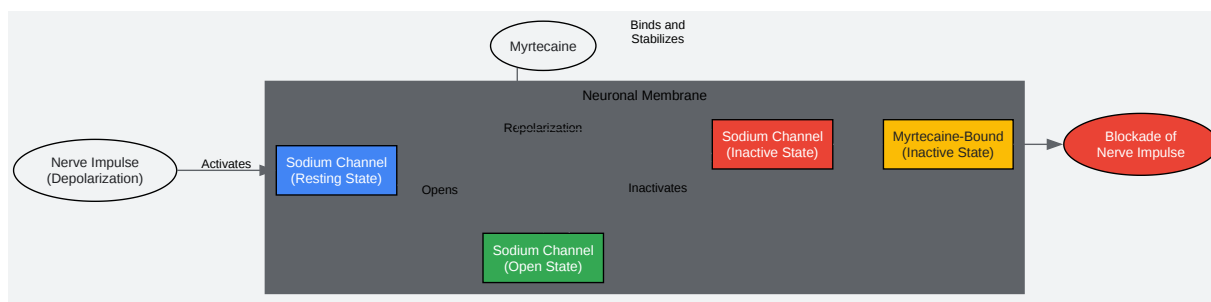 Binds and
Stabilizes
Myrtecaine
Neuronal Membrane
Repolarization
Nerve Impulse
(Depolarization)
Activates
Sodium Channel
(Resting State)
Opens
Inactivates
Sodium Channel
(Inactive State)
Myrtecaine-Bound
(Inactive State)
Blockade of
Nerve Impulse
Sodium Channel
(Open State)